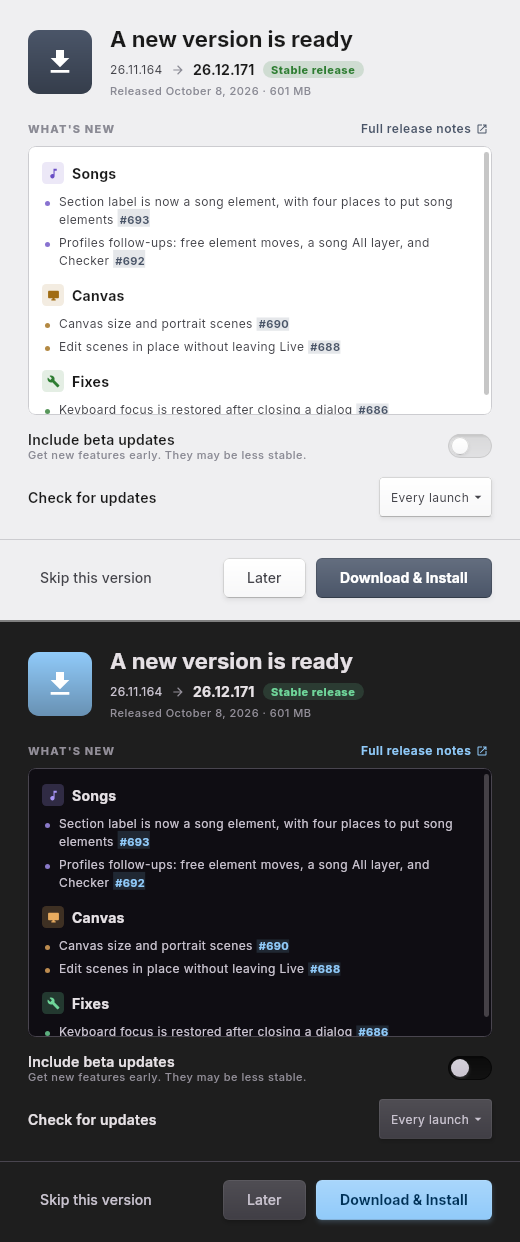 A new version is ready
26.11.164 → 26.12.171 Stable release
Released October 8, 2026 · 601 MB
WHAT'S NEW Full release notes
Songs
Section label is now a song element, with four places to put song
elements #693
Profiles follow-ups: free element moves, a song All layer, and
Checker #692
Canvas
Canvas size and portrait scenes #690
Edit scenes in place without leaving Live #688
Fixes
Keyboard focus is restored after closing a dialog #686
Include beta updates
Get new features early. They may be less stable.
Check for updates Every launch
Skip this version Later Download & Install
A new version is ready
26.11.164 → 26.12.171 Stable release
Released October 8, 2026 · 601 MB
WHAT'S NEW Full release notes
Songs
Section label is now a song element, with four places to put song
elements #693
Profiles follow-ups: free element moves, a song All layer, and
Checker #692
Canvas
Canvas size and portrait scenes #690
Edit scenes in place without leaving Live #688
Fixes
Keyboard focus is restored after closing a dialog #686
Include beta updates
Get new features early. They may be less stable.
Check for updates Every launch
Skip this version Later Download & Install